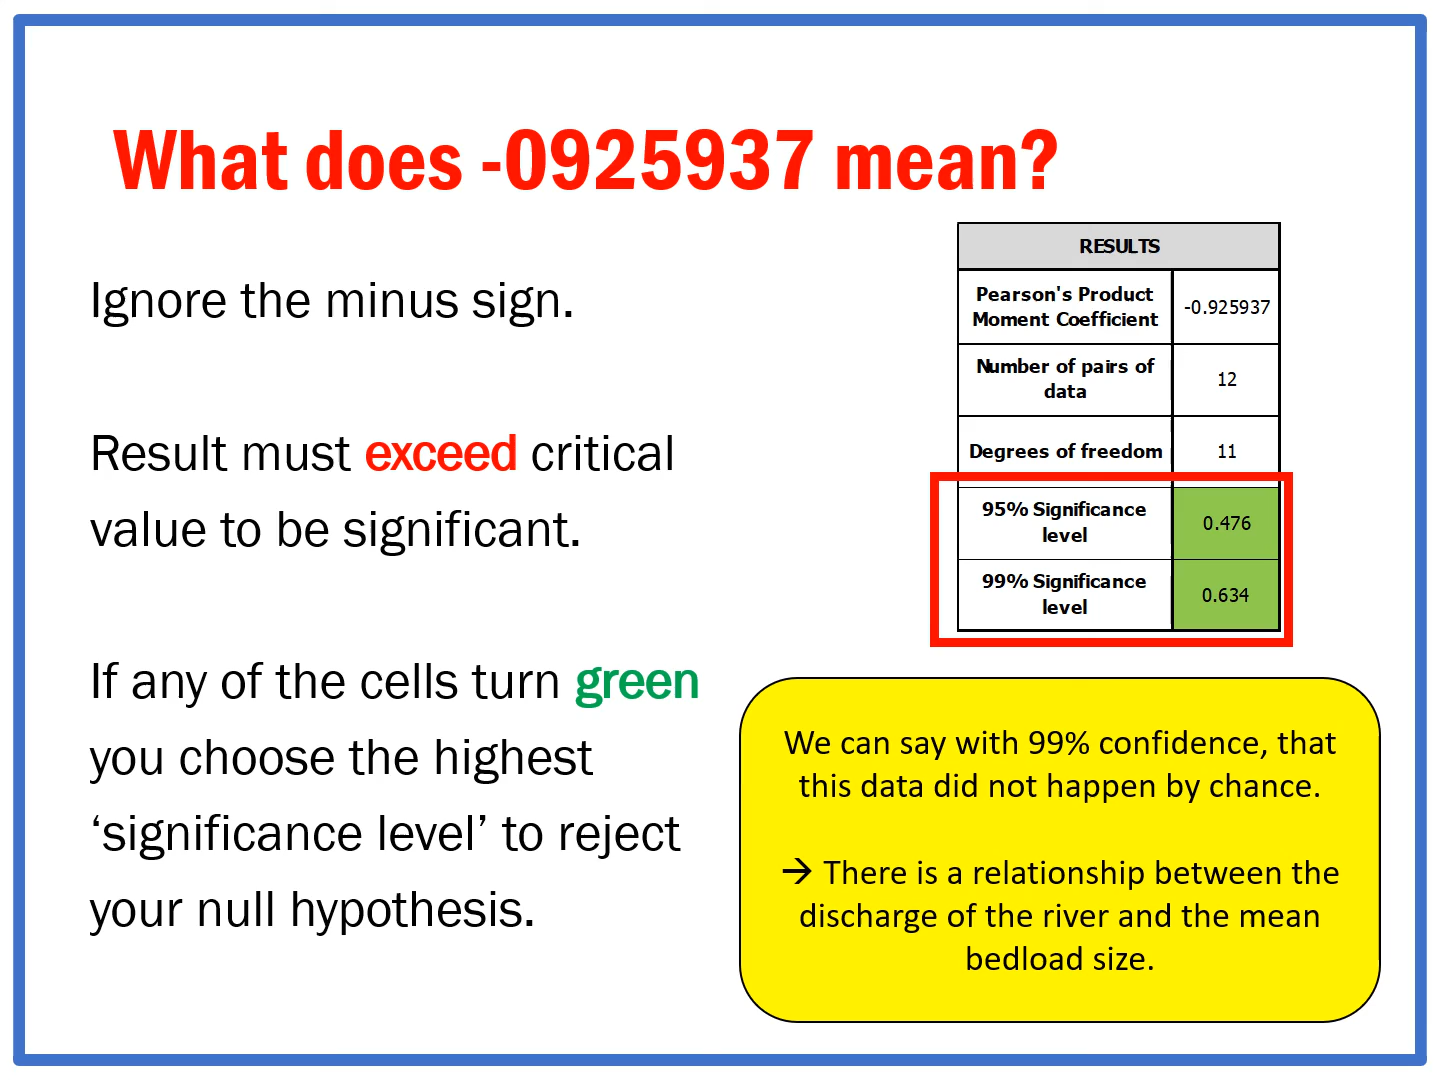 What does -0925937 mean?
Ignore the minus sign.
Result must exceed critical
value to be significant.
If any of the cells turn green
you choose the highest
‘significance level’ to reject
your null hypothesis.
RESULTS
Pearson's Product
Moment Coefficient
-0.925937
Number of pairs of
data
12
Degrees of freedom
11
95% Significance
level
0.476
99% Significance
level
0.634
We can say with 99% confidence, that
this data did not happen by chance.
→ There is a relationship between the
discharge of the river and the mean
bedload size.